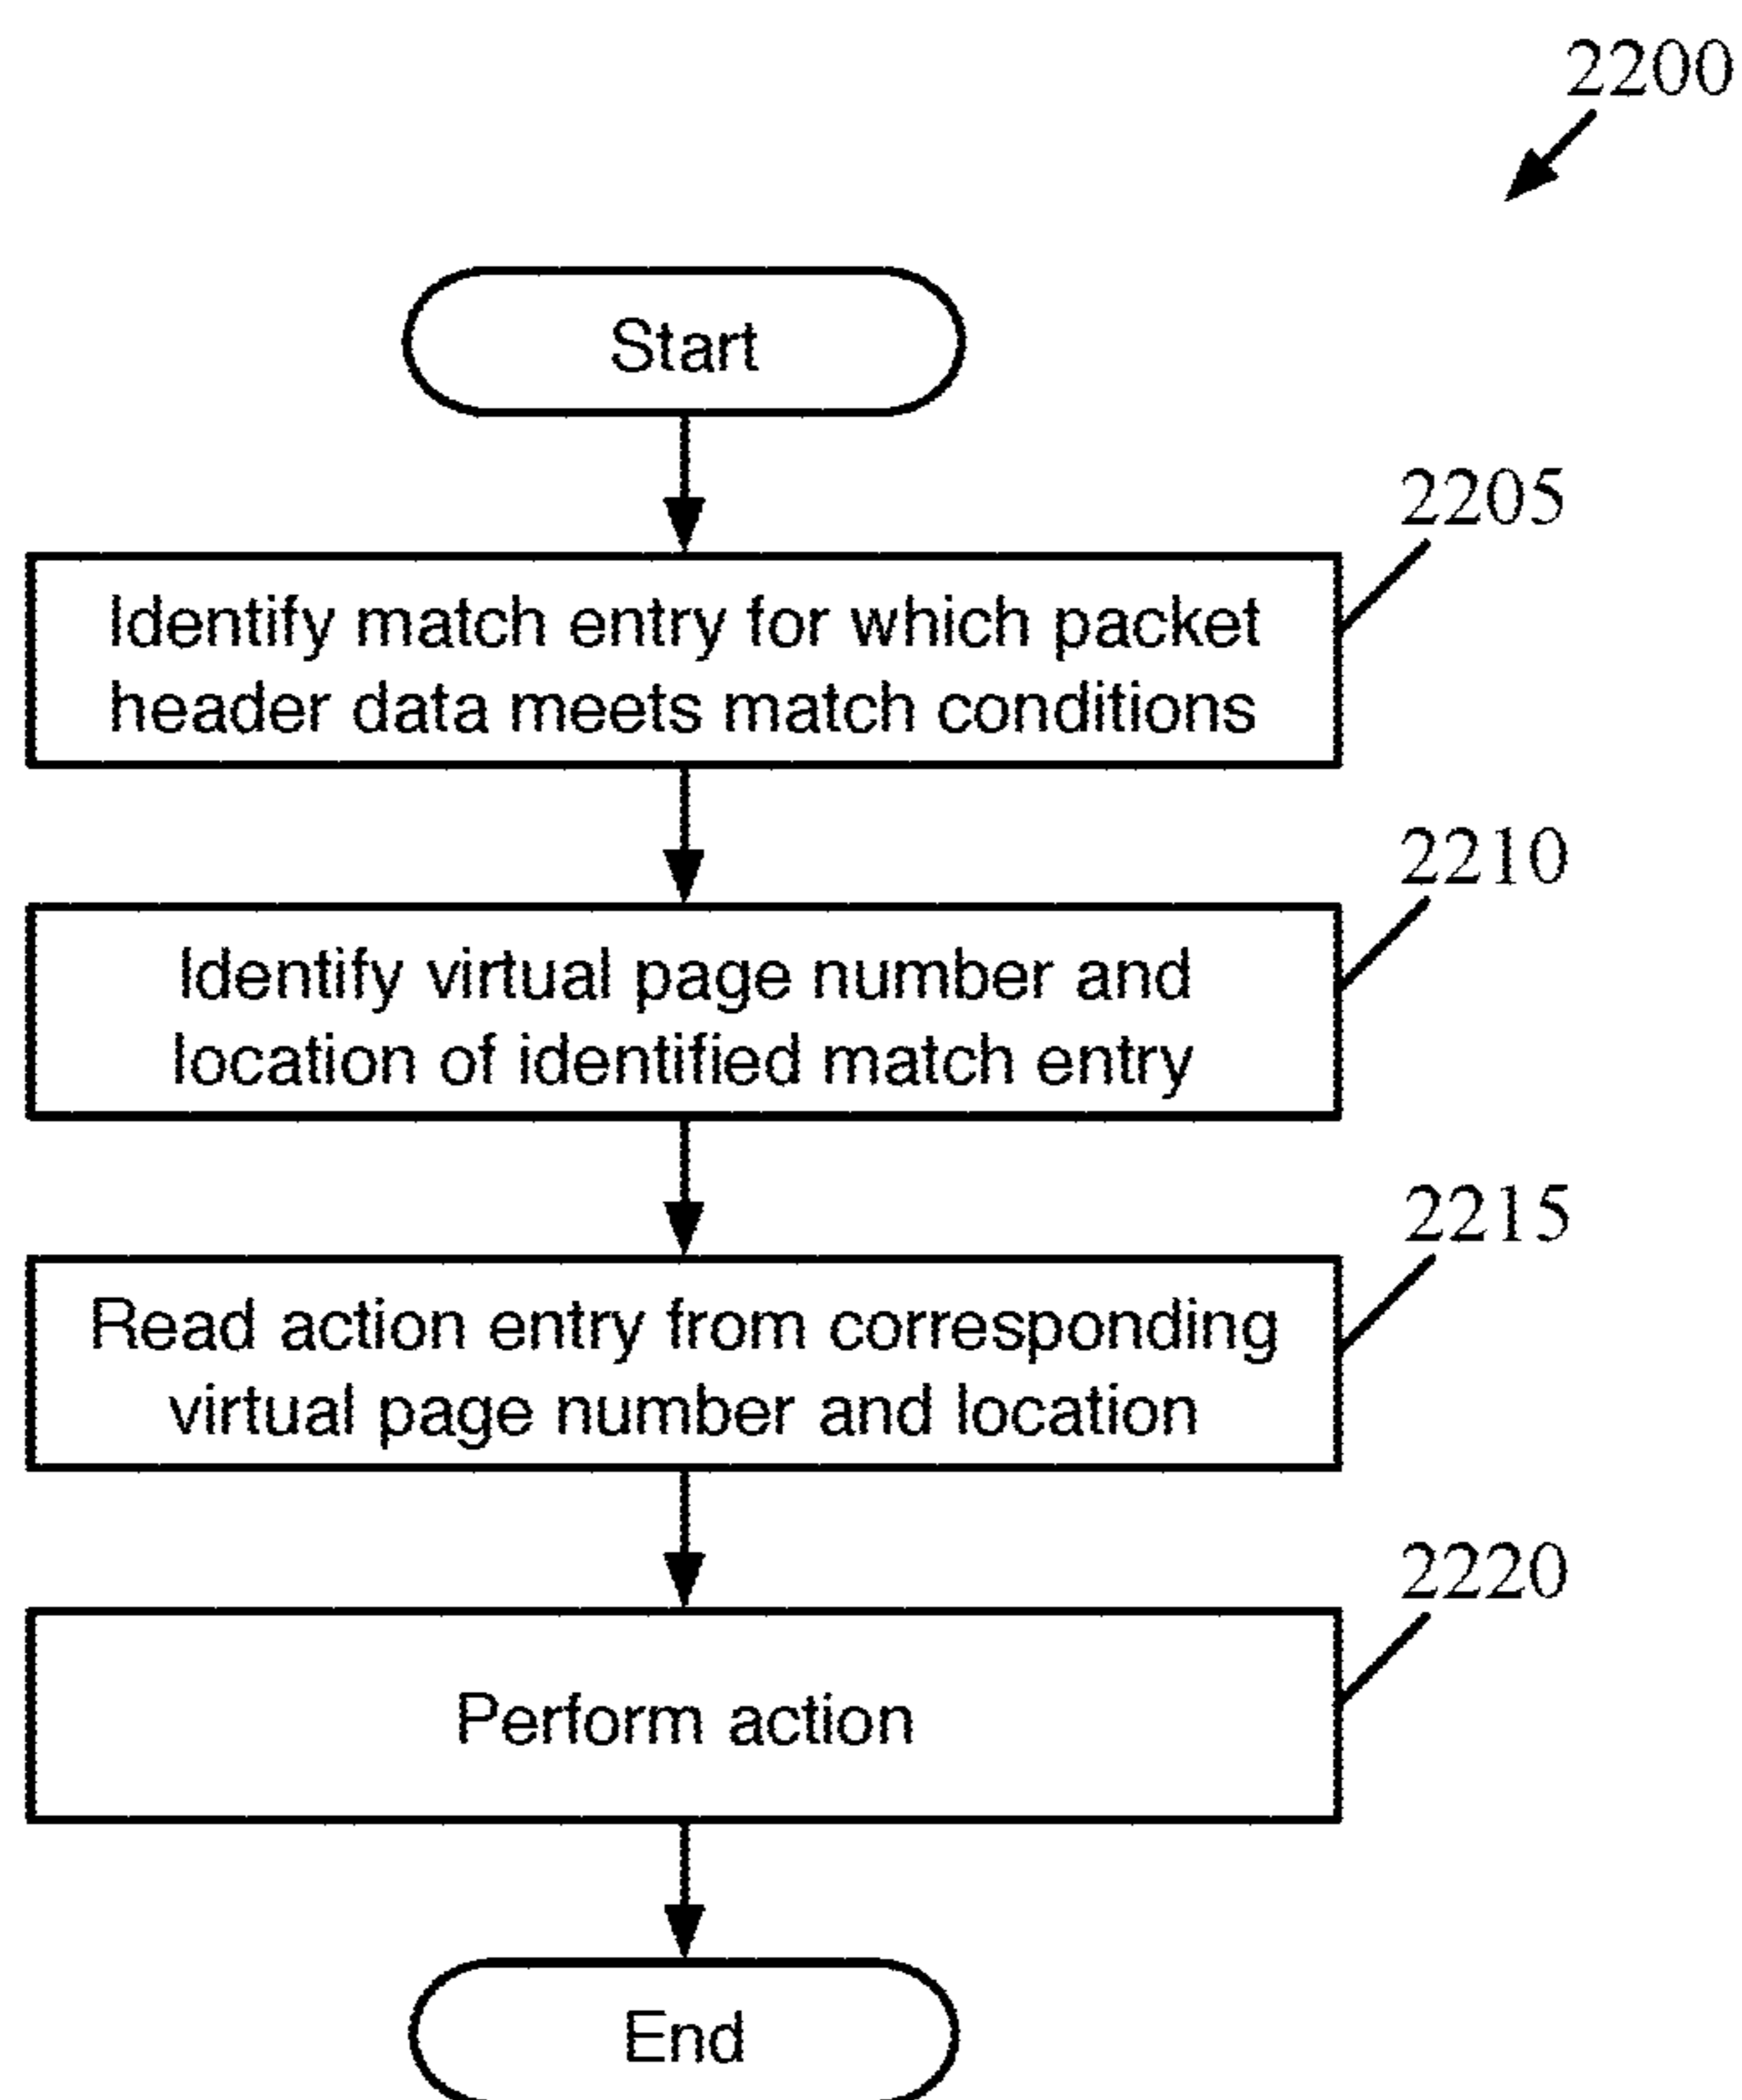 2200
Start
2205
Identify match entry for which packet
header data meets match conditions
2210
Identify virtual page number and
location of identified match entry
2215
Read action entry from corresponding
virtual page number and location
2220
Perform action
End